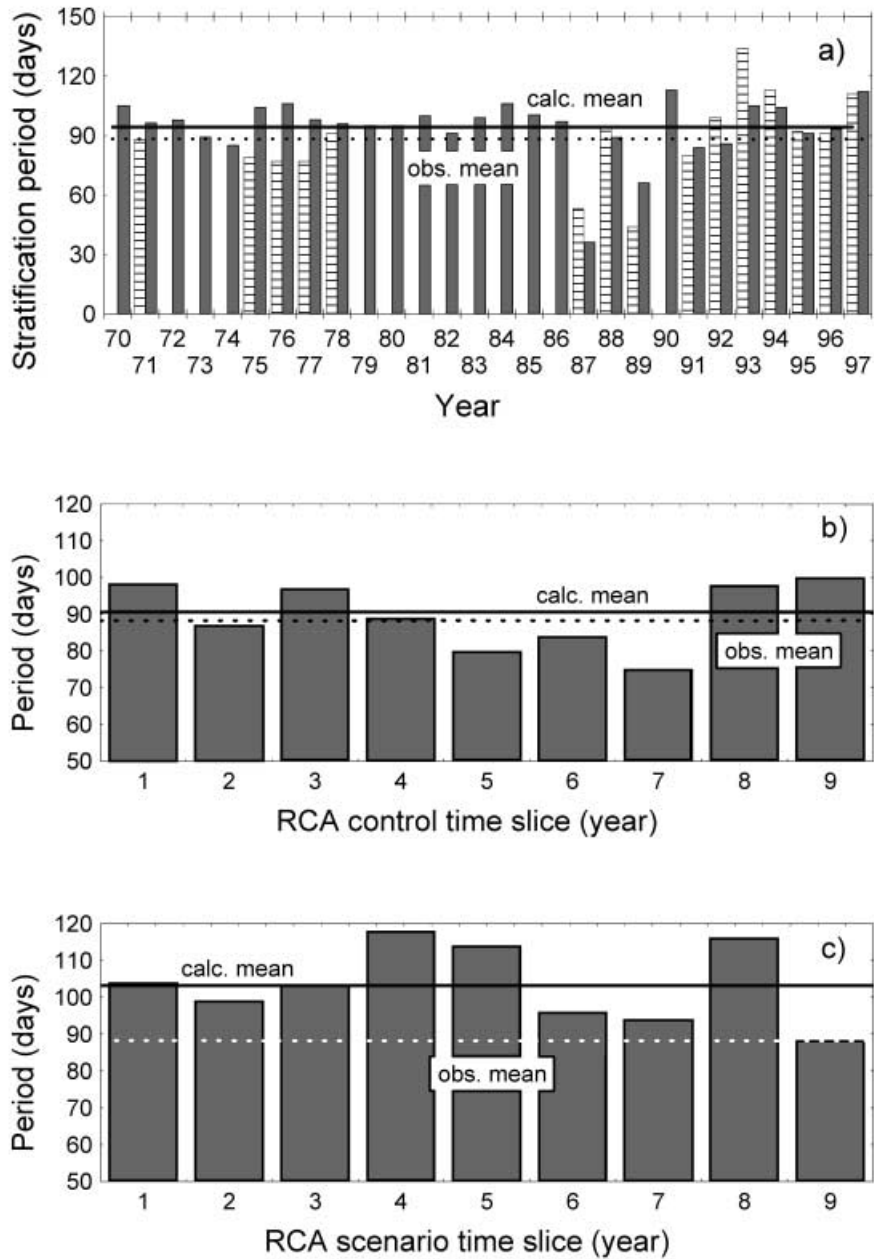 150
120
90
60
30
0
Stratification period (days)
a)
calc. mean
obs. mean
70 72 74 76 78 80 82 84 86 88 90 92 94 96
71 73 75 77 79 81 83 85 87 89 91 93 95 97
Year
120
110
100
90
80
70
60
50
Period (days)
b)
calc. mean
obs. mean
1 2 3 4 5 6 7 8 9
RCA control time slice (year)
120
110
100
90
80
70
60
50
Period (days)
c)
calc. mean
obs. mean
1 2 3 4 5 6 7 8 9
RCA scenario time slice (year)